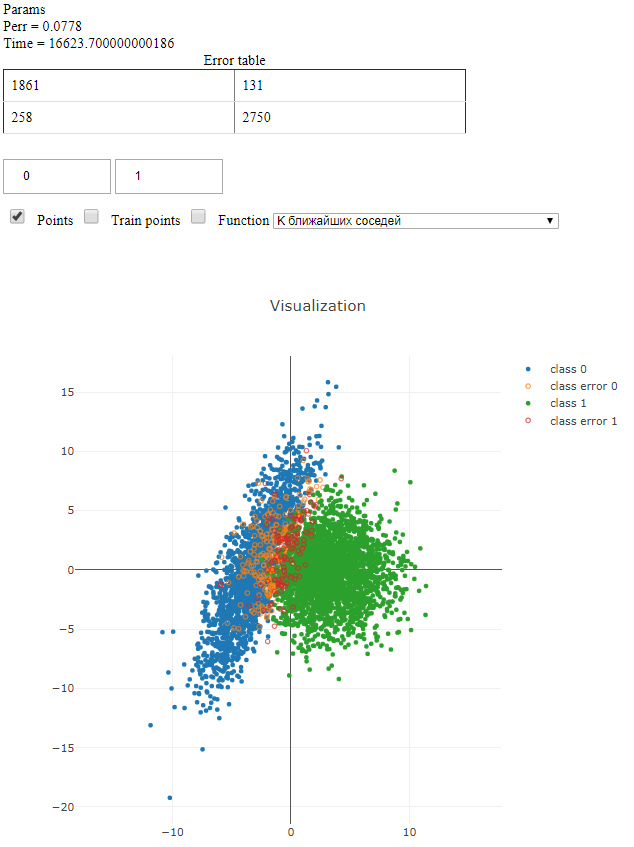 Params
Perr = 0.0778
Time = 16623.700000000186
Error table
1861 131
258 2750
0 1
Points Train points Function K ближайших соседей
Visualization
class 0
class error 0
class 1
class error 1
15
10
5
0
−5
−10
−15
−20
−10 0 10